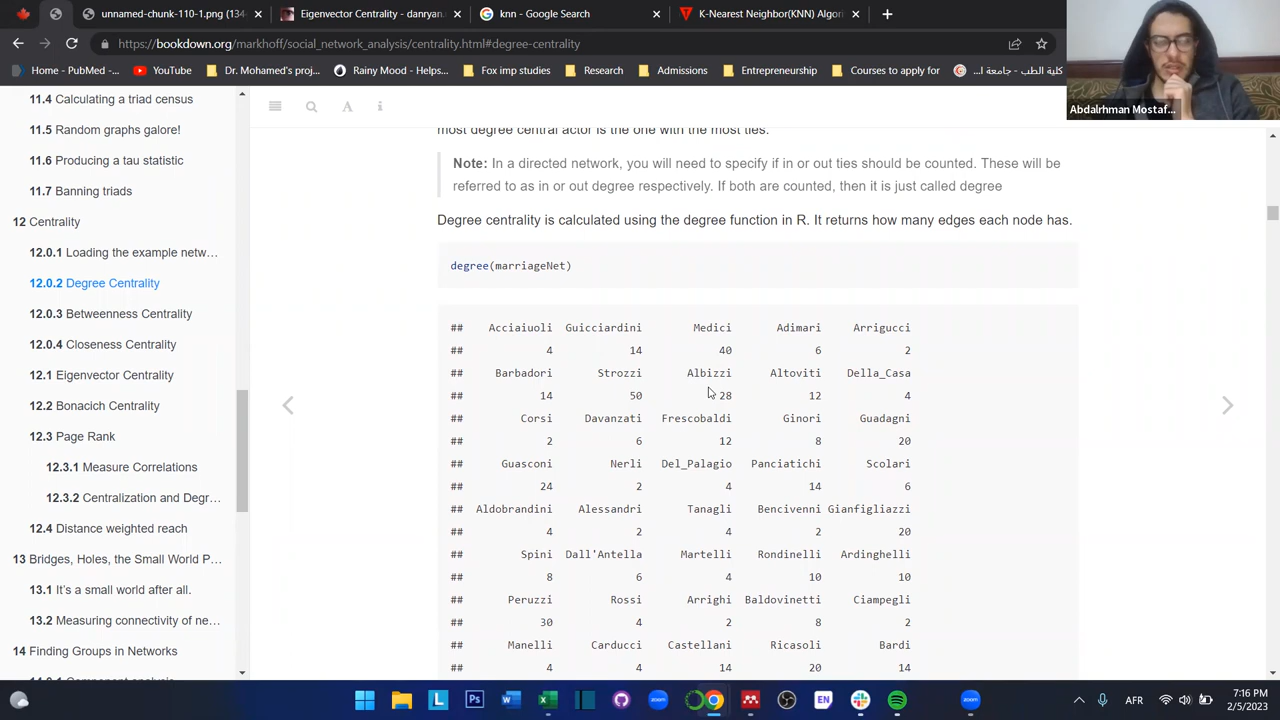 unnamed-chunk-110-1.png (134
Eigenvector Centrality - danyan.
knn - Google Search
K-Nearest Neighbor(KNN) Algori
https://bookdown.org/markhoff/social_network_analysis/centrality.html#degree-centrality
Home - PubMed -...
YouTube
Dr. Mohamed's proj...
Fox imp studies
Research
Rainy Mood - Home...
Admissions
Entrepreneurship
Courses to apply for
كلية الطب - جامعة ا...
Abdalrhman Mostaf...
11.4 Calculating a triad census
11.5 Random graphs galore!
11.6 Producing a tau statistic
11.7 Banning triads
12 Centrality
12.0.1 Loading the example netw...
12.0.2 Degree Centrality
12.0.3 Betweenness Centrality
12.0.4 Closeness Centrality
12.1 Eigenvector Centrality
12.2 Bonacich Centrality
12.3 Page Rank
12.3.1 Measure Correlations
12.3.2 Centralization and Degr...
12.4 Distance weighted reach
13 Bridges, Holes, the Small World P...
13.1 It's a small world after all.
13.2 Measuring connectivity of ne...
14 Finding Groups in Networks
most degree central actor is the one with the most ties.
Note: In a directed network, you will need to specify if in or out ties should be counted. These will be
referred to as in or out degree respectively. If both are counted, then it is just called degree
Degree centrality is calculated using the degree function in R. It returns how many edges each node has.
degree(marriageNet)
## Acciaiuoli Guicciardini Medici Adimari Arrigucci
## 4 14 40 6 2
## Barbadori Strozzi Albizzi Altoviti Della_Casa
## 14 50 28 12 4
## Corsi Davanzati Frescobaldi Ginori Guadagni
## 2 6 12 8 20
## Guasconi Nerli Del_Palagio Panciatichi Scolari
## 24 2 4 14 6
## Aldobrandini Alessandri Tanagli Bencivenni Gianfigliazzi
## 4 2 4 2 20
## Spini Dall'Antella Martelli Rondinelli Ardinghelli
## 8 6 4 10 10
## Peruzzi Rossi Arrighi Baldovinetti Ciampegli
## 30 4 2 8 2
## Manelli Carducci Castellani Ricasoli Bardi
## 4 4 14 20 14
AFR
7:16 PM
2/5/2023